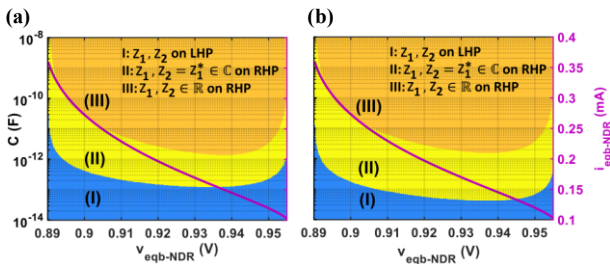 (a)
(b)
10⁻⁸
10⁻¹⁰
10⁻¹²
10⁻¹⁴
C (F)
I: Z₁, Z₂ on LHP
II: Z₁, Z₂ = Z₁* ∈ ℂ on RHP
III: Z₁, Z₂ ∈ ℝ on RHP
(III)
(II)
(I)
0.89 0.9 0.91 0.92 0.93 0.94 0.95
v_eqb-NDR (V)
I: Z₁, Z₂ on LHP
II: Z₁, Z₂ = Z₁* ∈ ℂ on RHP
III: Z₁, Z₂ ∈ ℝ on RHP
(III)
(II)
(I)
0.89 0.9 0.91 0.92 0.93 0.94 0.95
v_eqb-NDR (V)
0.4
0.35
0.3
0.25
0.2
0.15
0.1
i_eqb-NDR (mA)